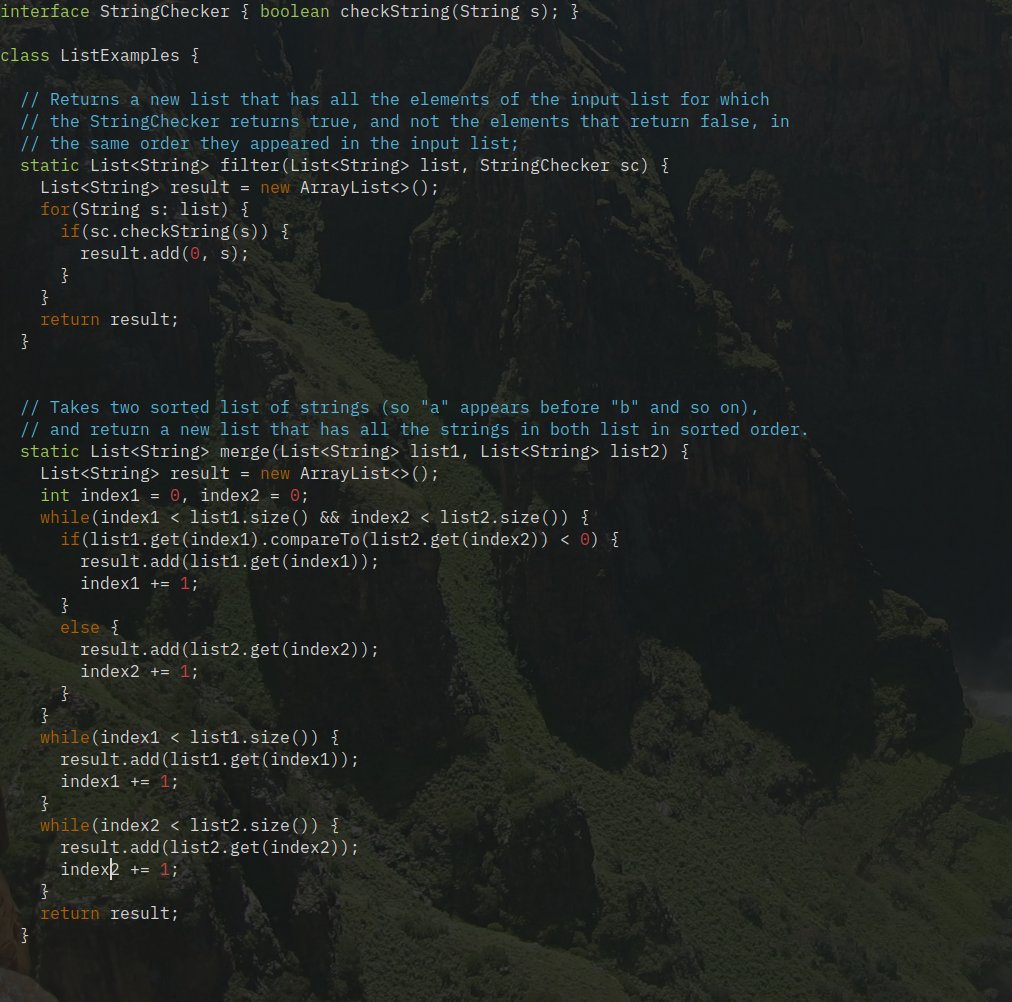 interface StringChecker { boolean checkString(String s); }
class ListExamples {
// Returns a new list that has all the elements of the input list for which
// the StringChecker returns true, and not the elements that return false, in
// the same order they appeared in the input list;
static List<String> filter(List<String> list, StringChecker sc) {
List<String> result = new ArrayList<>();
for(String s: list) {
if(sc.checkString(s)) {
result.add(0, s);
}
}
return result;
}
// Takes two sorted list of strings (so "a" appears before "b" and so on),
// and return a new list that has all the strings in both list in sorted order.
static List<String> merge(List<String> list1, List<String> list2) {
List<String> result = new ArrayList<>();
int index1 = 0, index2 = 0;
while(index1 < list1.size() && index2 < list2.size()) {
if(list1.get(index1).compareTo(list2.get(index2)) < 0) {
result.add(list1.get(index1));
index1 += 1;
}
else {
result.add(list2.get(index2));
index2 += 1;
}
}
while(index1 < list1.size()) {
result.add(list1.get(index1));
index1 += 1;
}
while(index2 < list2.size()) {
result.add(list2.get(index2));
index2 += 1;
}
return result;
}